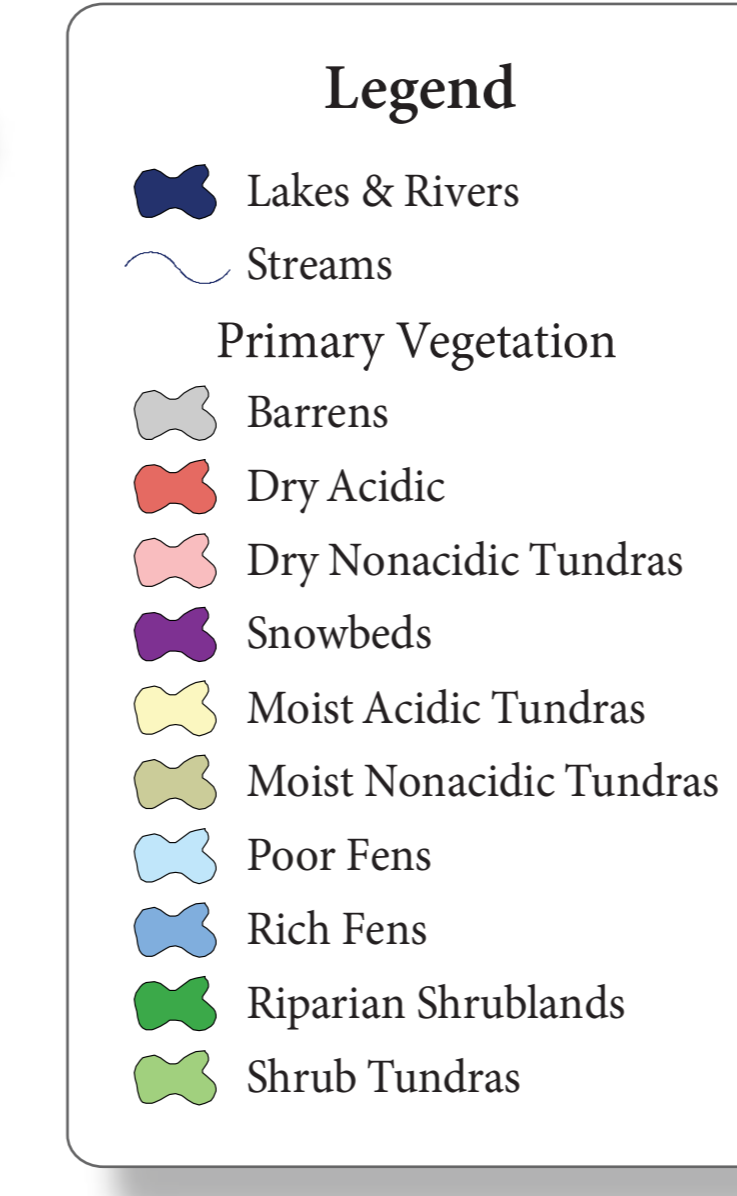 Legend
Lakes & Rivers
Streams
Primary Vegetation
Barrens
Dry Acidic
Dry Nonacidic Tundras
Snowbeds
Moist Acidic Tundras
Moist Nonacidic Tundras
Poor Fens
Rich Fens
Riparian Shrublands
Shrub Tundras